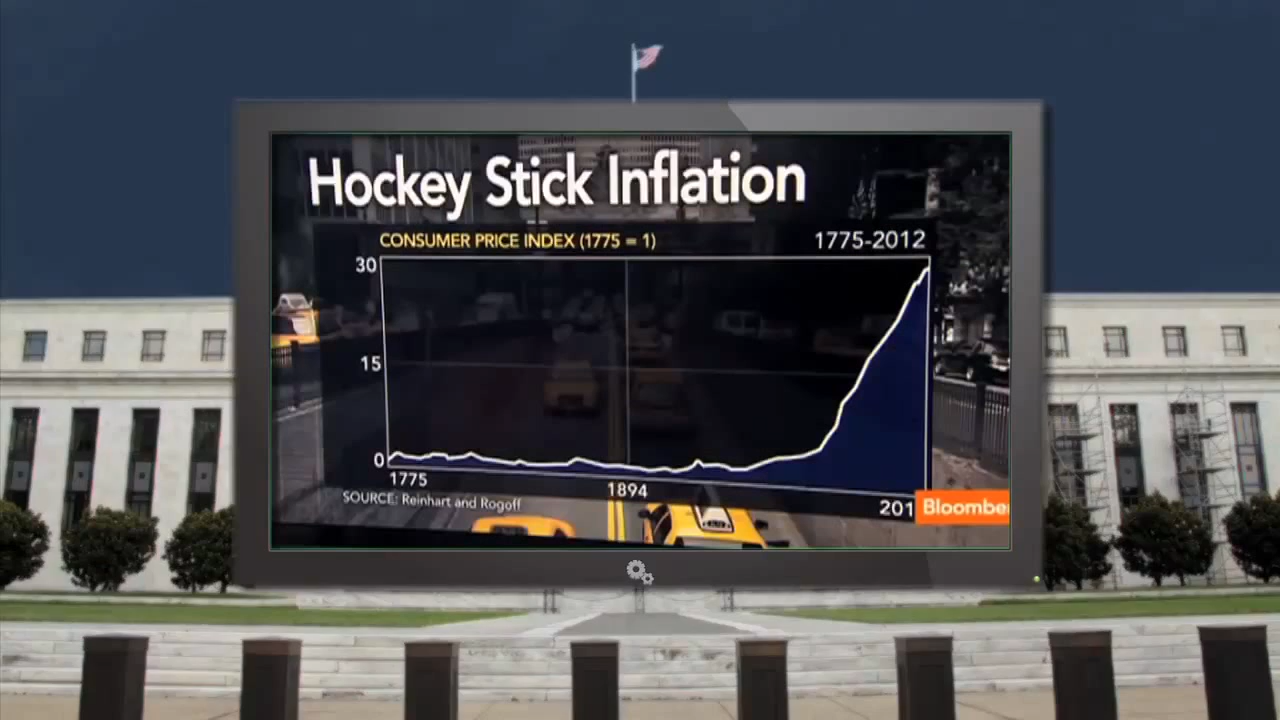 Hockey Stick Inflation
CONSUMER PRICE INDEX (1775 = 1)
1775-2012
30
15
0
1775
1894
201
SOURCE: Reinhart and Rogoff
Bloomber